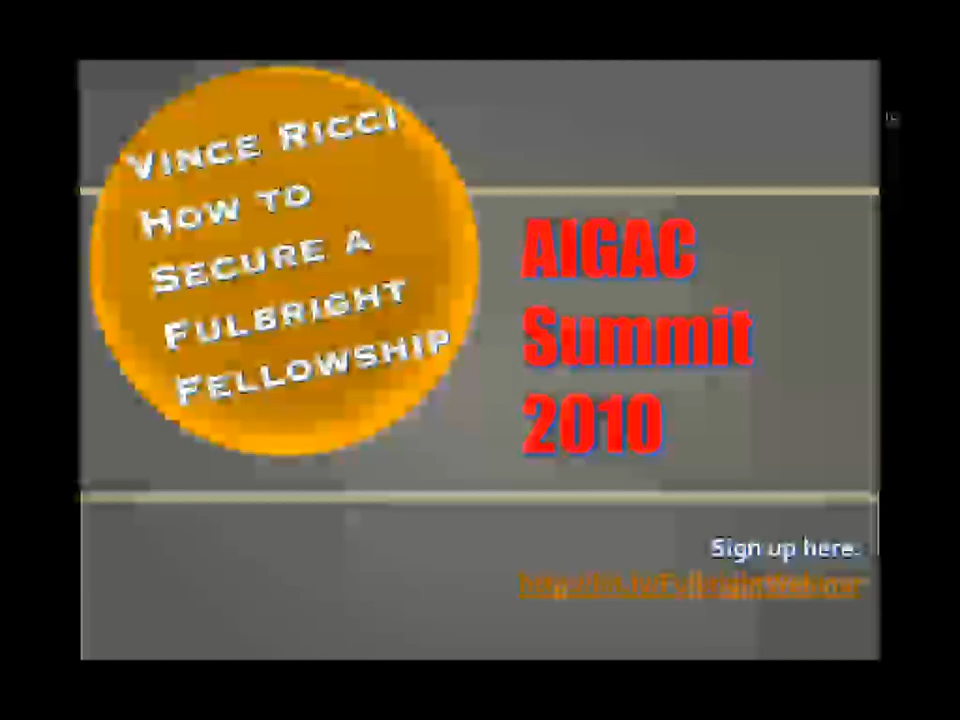 VINCE RICCI
HOW TO
SECURE A
FULBRIGHT
FELLOWSHIP
AIGAC
Summit
2010
Sign up here.